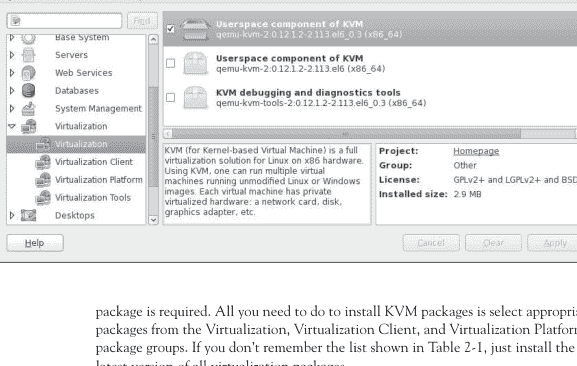 Find
Userspace component of KVM
qemu-kvm-2:0.12.1.2-2.113.el6_0.3 (x86_64)
Userspace component of KVM
qemu-kvm-2:0.12.1.2-2.113.el6 (x86_64)
KVM debugging and diagnostics tools
qemu-kvm-tools-2:0.12.1.2-2.113.el6_0.3 (x86_64)
Base System
Servers
Web Services
Databases
System Management
Virtualization
Virtualization
Virtualization Client
Virtualization Platform
Virtualization Tools
Desktops
KVM (for Kernel-based Virtual Machine) is a full
virtualization solution for Linux on x86 hardware.
Using KVM, one can run multiple virtual
machines running unmodified Linux or Windows
images. Each virtual machine has private
virtualized hardware: a network card, disk,
graphics adapter, etc.
Project: Homepage
Group: Other
License: GPLv2+ and LGPLv2+ and BSD
Installed size: 2.9 MB
Help
Cancel
Clear
Apply
package is required. All you need to do to install KVM packages is select appropria
packages from the Virtualization, Virtualization Client, and Virtualization Platform
package groups. If you don't remember the list shown in Table 2-1, just install the
latest version of all virtualization packages